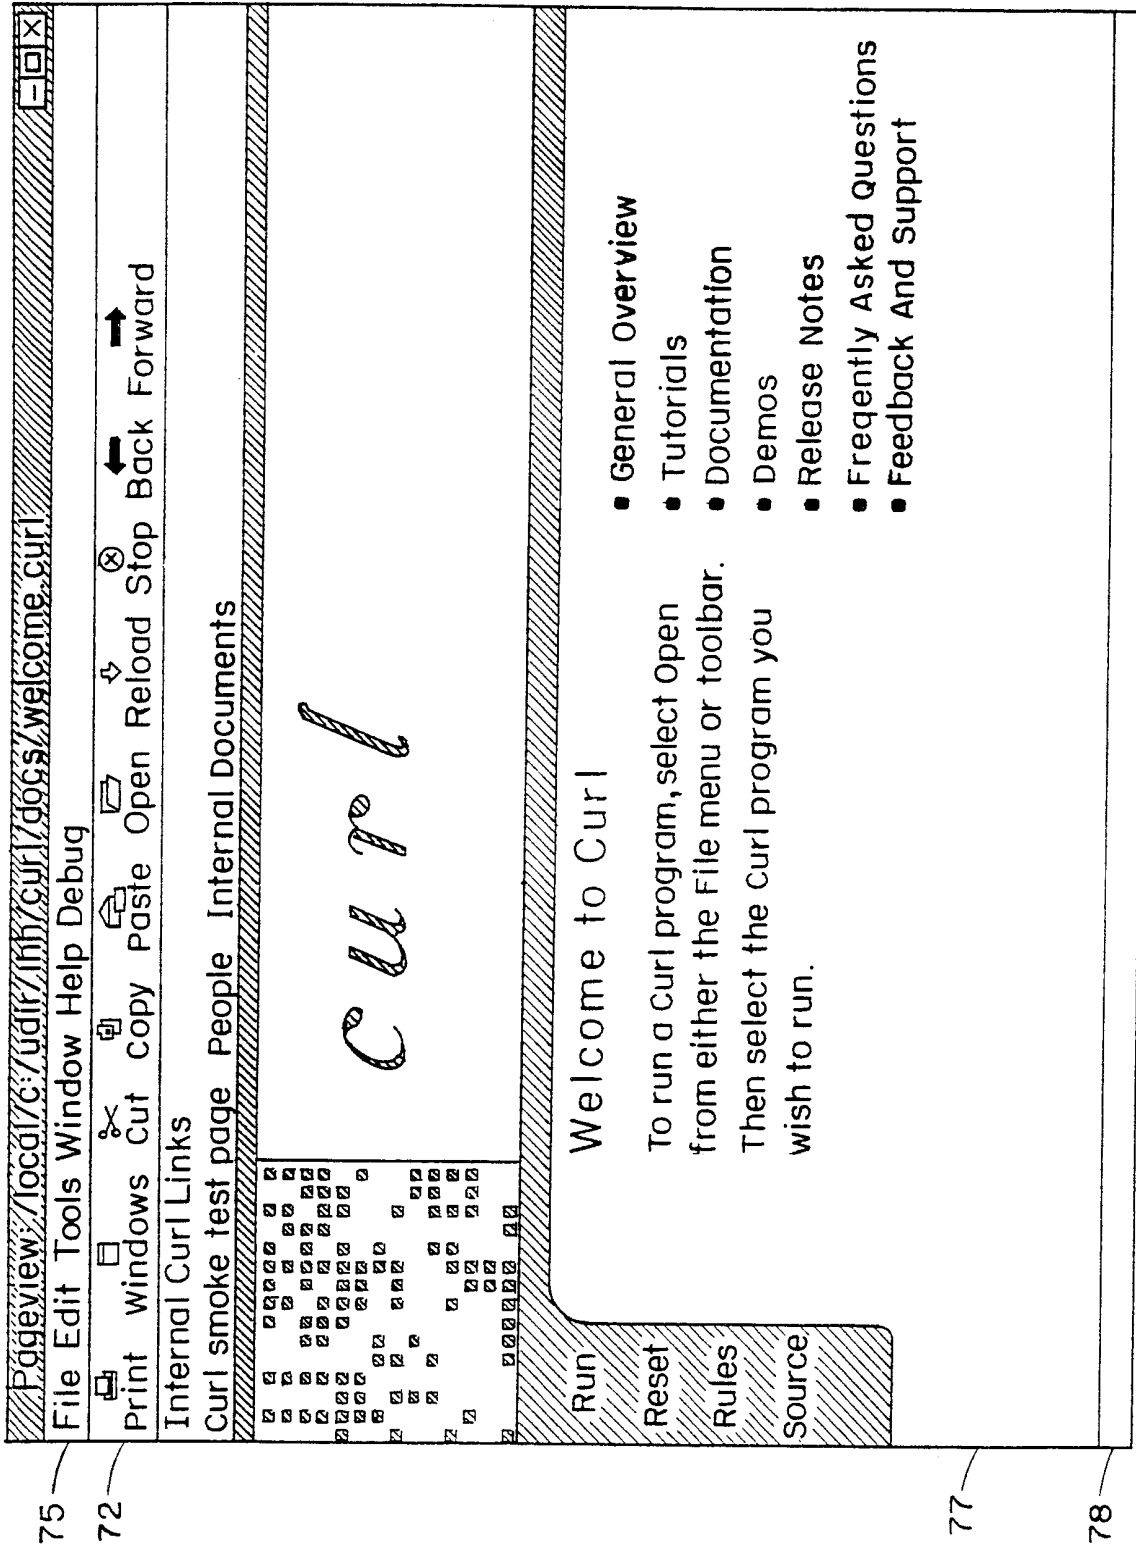 Pageview:/local/c:/udir/lhh/curl/docs/welcome.curl
75
File Edit Tools Window Help Debug
72
Print Windows Cut Copy Paste Open Reload Stop Back Forward
Internal Curl Links
Curl smoke test page People Internal Documents
Curl
Run
Reset
Rules
Source
Welcome to Curl
To run a Curl program, select Open
from either the File menu or toolbar.
Then select the Curl program you
wish to run.
General Overview
Tutorials
Documentation
Demos
Release Notes
Freqently Asked Questions
Feedback And Support
77
78